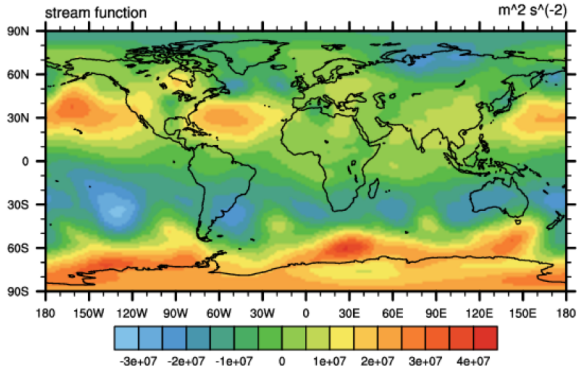 stream function
m^2 s^(-2)
90N
60N
30N
0
30S
60S
90S
180 150W 120W 90W 60W 30W 0 30E 60E 90E 120E 150E 180
-3e+07 -2e+07 -1e+07 0 1e+07 2e+07 3e+07 4e+07